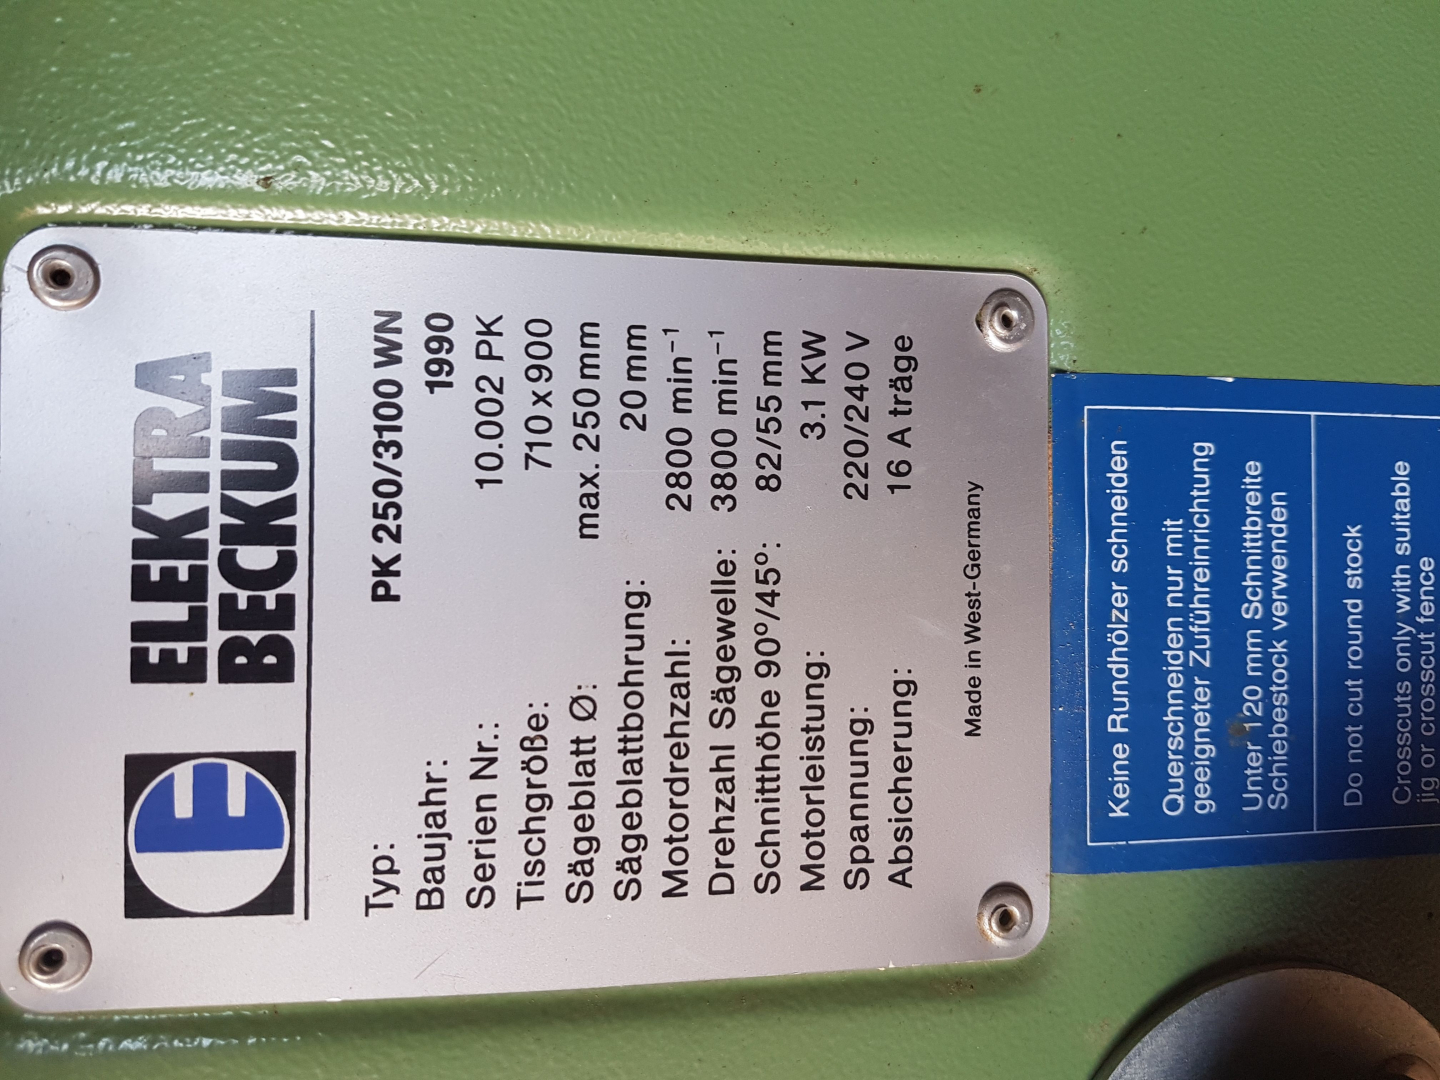 ELEKTRA
BECKUM
Typ: PK 250/3100 WN
Baujahr: 1990
Serien Nr.: 10.002 PK
Tischgröße: 710 x 900
Sägeblatt Ø: max. 250 mm
Sägeblattbohrung: 20 mm
Motordrehzahl: 2800 min⁻¹
Drehzahl Sägewelle: 3800 min⁻¹
Schnitthöhe 90°/45°: 82/55 mm
Motorleistung: 3.1 KW
Spannung: 220/240 V
Absicherung: 16 A träge
Made in West-Germany
Keine Rundhölzer schneiden
Querschneiden nur mit
geeigneter Zuführeinrichtung
Unter 120 mm Schnittbreite
Schiebestock verwenden
Do not cut round stock
Crosscuts only with suitable
jig or crosscut fence